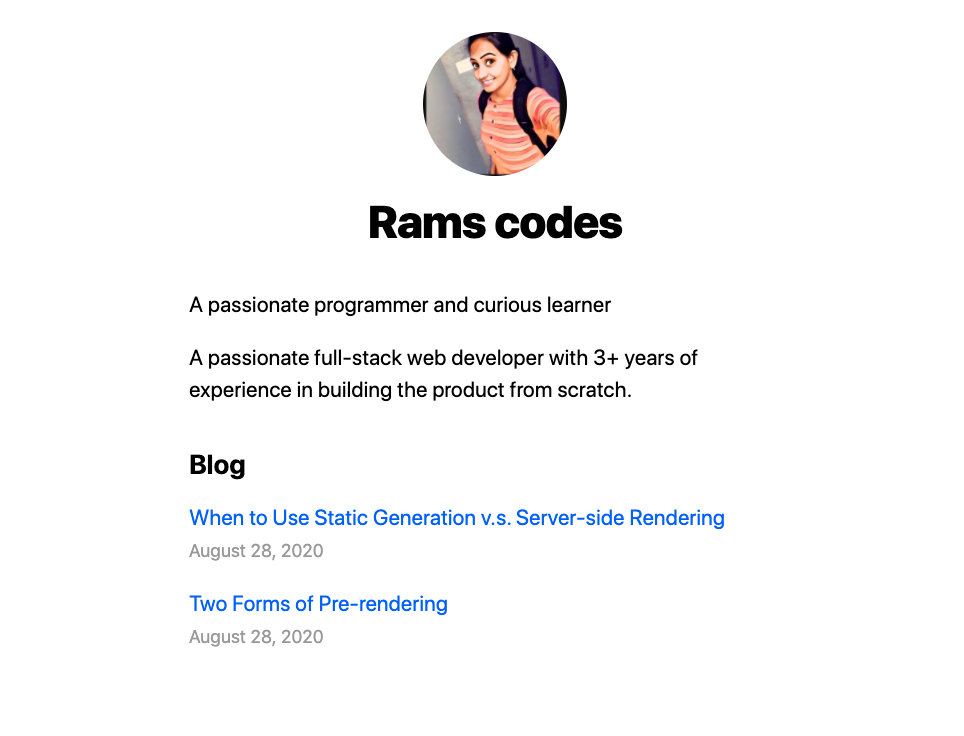 Rams codes
A passionate programmer and curious learner
A passionate full-stack web developer with 3+ years of
experience in building the product from scratch.
Blog
When to Use Static Generation v.s. Server-side Rendering
August 28, 2020
Two Forms of Pre-rendering
August 28, 2020